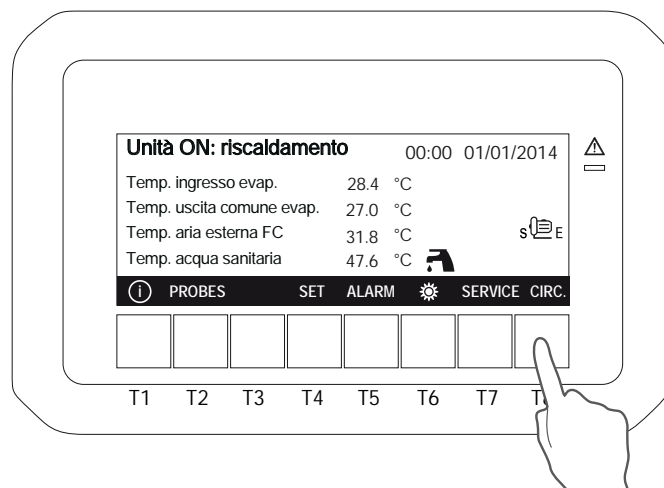 Unità ON: riscaldamento 00:00 01/01/2014
Temp. ingresso evap. 28.4 °C
Temp. uscita comune evap. 27.0 °C
Temp. aria esterna FC 31.8 °C
S E
Temp. acqua sanitaria 47.6 °C
i PROBES SET ALARM SERVICE CIRC.
T1 T2 T3 T4 T5 T6 T7 T8